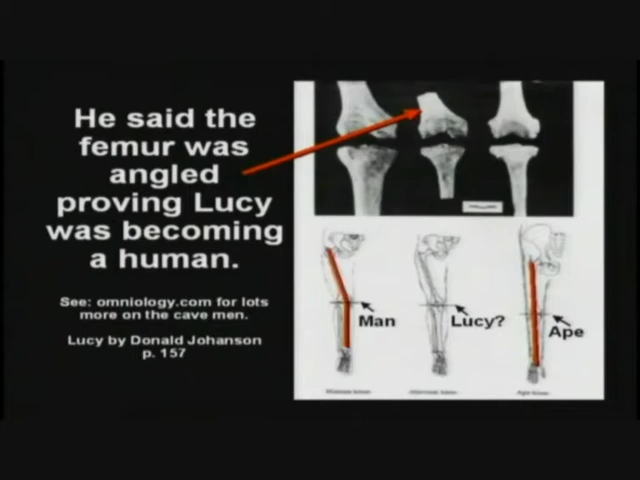 He said the
femur was
angled
proving Lucy
was becoming
a human.
See: omniology.com for lots
more on the cave men.
Lucy by Donald Johanson
p. 157
Man
Lucy?
Ape